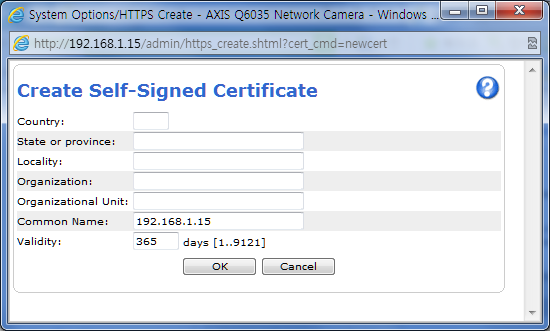 System Options/HTTPS Create - AXIS Q6035 Network Camera - Windows ...
http://192.168.1.15/admin/https_create.shtml?cert_cmd=newcert
Create Self-Signed Certificate
?
Country:
State or province:
Locality:
Organization:
Organizational Unit:
Common Name: 192.168.1.15
Validity: 365 days [1..9121]
OK Cancel